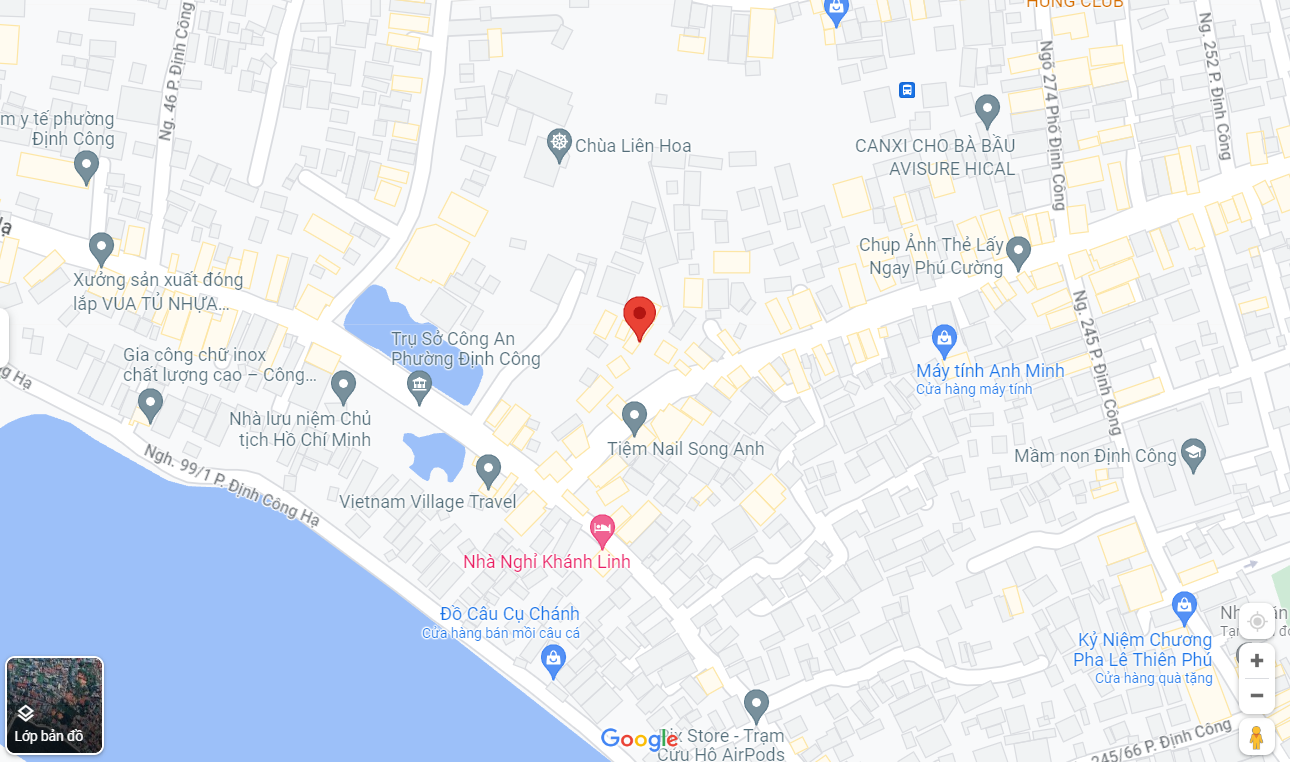 HÙNG CLUB
Ng. 46 P. Định Công
Ngõ 274 Phố Định Công
Ng. 252 P. Định Công
m y tế phường
Định Công
Chùa Liên Hoa
CANXI CHO BÀ BẦU
AVISURE HICAL
Hạ
Xưởng sản xuất đóng
lắp VUA TỦ NHỰA...
Chụp Ảnh Thẻ Lấy
Ngay Phú Cường
Trụ Sở Công An
Phường Định Công
Ng. 245 P. Định Công
Gia công chữ inox
chất lượng cao – Công...
ng Hạ
Máy tính Anh Minh
Cửa hàng máy tính
Nhà lưu niệm Chủ
tịch Hồ Chí Minh
Tiệm Nail Song Anh
Mầm non Định Công
Ngh. 99/1 P. Định Công Hạ
Vietnam Village Travel
Nhà Nghỉ Khánh Linh
Đồ Câu Cụ Chánh
Cửa hàng bán mồi câu cá
Kỷ Niệm Chương
Pha Lê Thiên Phú
Cửa hàng quà tặng
Lớp bản đồ
Google
Store - Trạm
Cứu Hộ AirPods
245/66 P. Định Công